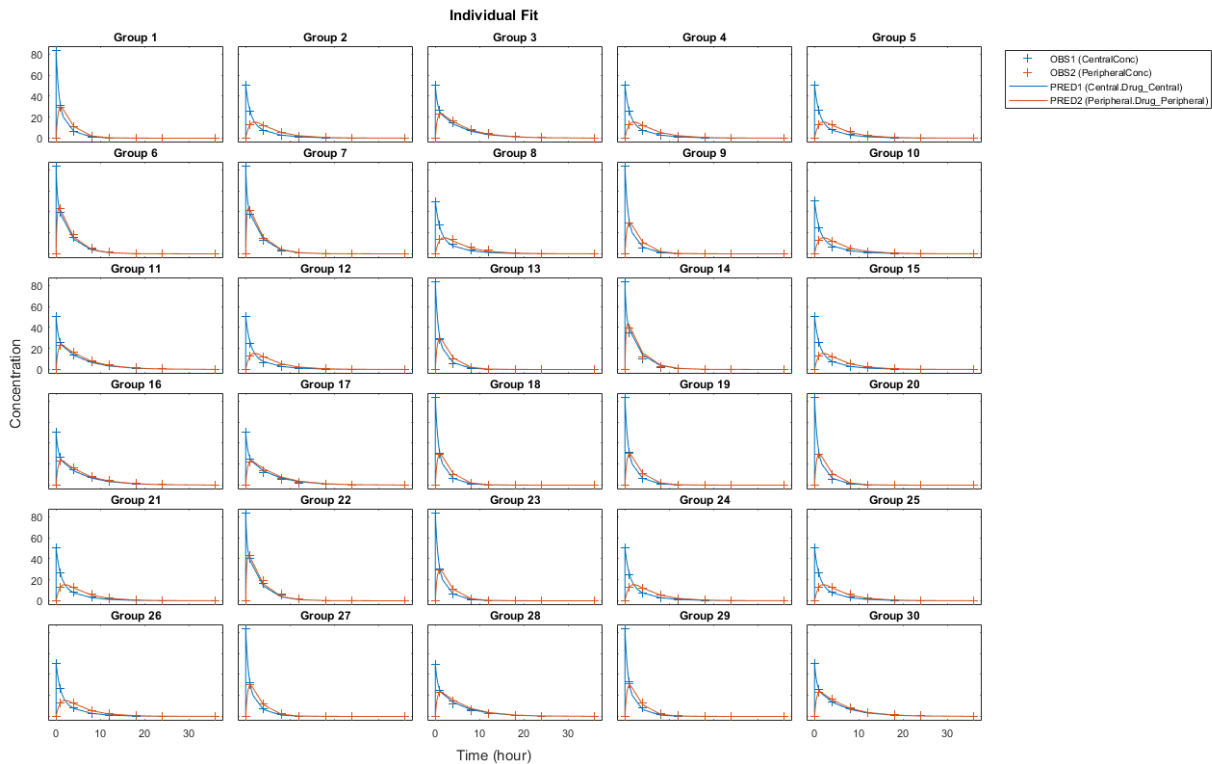 Individual Fit
Group 1
Group 2
Group 3
Group 4
Group 5
80
60
40
20
0
OBS1 (CentralConc)
OBS2 (PeripheralConc)
PRED1 (Central.Drug_Central)
PRED2 (Peripheral.Drug_Peripheral)
Group 6
Group 7
Group 8
Group 9
Group 10
Group 11
Group 12
Group 13
Group 14
Group 15
80
60
40
20
0
Concentration
Group 16
Group 17
Group 18
Group 19
Group 20
Group 21
Group 22
Group 23
Group 24
Group 25
80
60
40
20
0
Group 26
Group 27
Group 28
Group 29
Group 30
0 10 20 30
0 10 20 30
0 10 20 30
Time (hour)